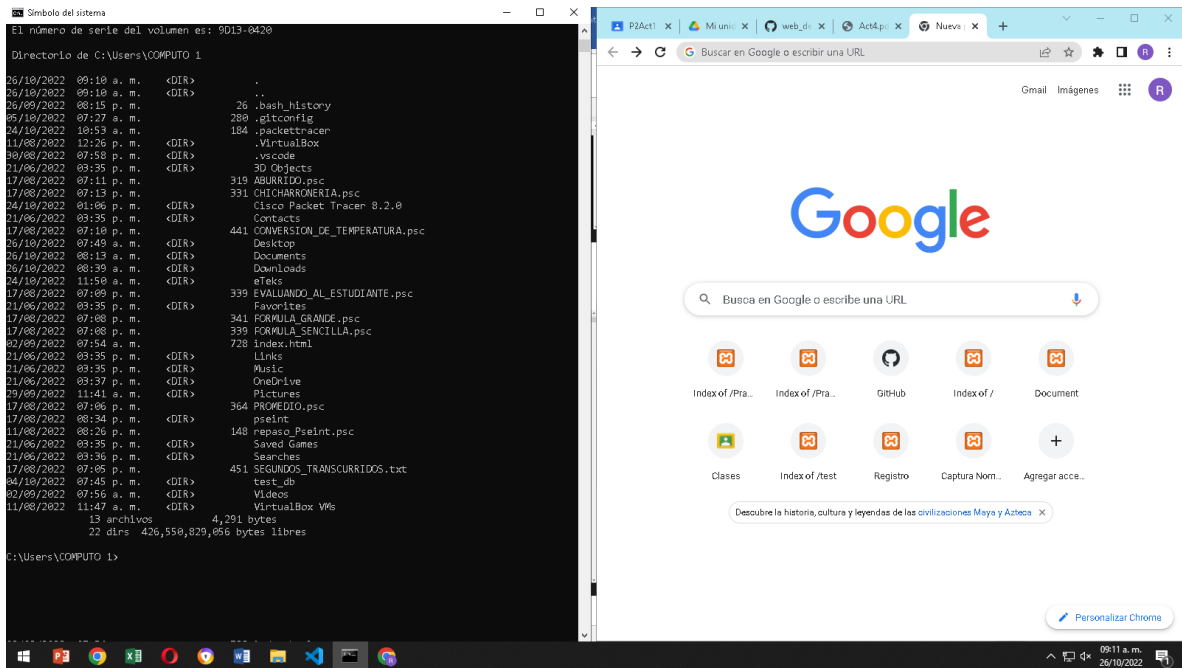 Símbolo del sistema
El número de serie del volumen es: 9D13-0420
Directorio de C:\Users\COMPUTO 1
26/10/2022 09:10 a. m. <DIR> .
26/10/2022 09:10 a. m. <DIR> ..
26/09/2022 08:15 p. m. 26 .bash_history
05/10/2022 07:27 a. m. 280 .gitconfig
24/10/2022 10:53 a. m. 184 .packettracer
11/08/2022 12:26 p. m. <DIR> .VirtualBox
30/08/2022 07:58 p. m. <DIR> .vscode
21/06/2022 03:35 p. m. <DIR> 3D Objects
17/08/2022 07:11 p. m. 319 ABURRIDO.psc
17/08/2022 07:13 p. m. 331 CHICHARRONERIA.psc
24/10/2022 01:06 p. m. <DIR> Cisco Packet Tracer 8.2.0
21/06/2022 03:35 p. m. <DIR> Contacts
17/08/2022 07:10 p. m. 441 CONVERSION_DE_TEMPERATURA.psc
26/10/2022 07:49 a. m. <DIR> Desktop
26/10/2022 08:13 a. m. <DIR> Documents
26/10/2022 08:39 a. m. <DIR> Downloads
24/10/2022 11:50 a. m. <DIR> eTeks
17/08/2022 07:09 p. m. 339 EVALUANDO_AL_ESTUDIANTE.psc
21/06/2022 03:35 p. m. <DIR> Favorites
17/08/2022 07:08 p. m. 341 FORMULA_GRANDE.psc
17/08/2022 07:08 p. m. 339 FORMULA_SENCILLA.psc
02/09/2022 07:54 a. m. 728 index.html
21/06/2022 03:35 p. m. <DIR> Links
21/06/2022 03:35 p. m. <DIR> Music
21/06/2022 03:37 p. m. <DIR> OneDrive
29/09/2022 11:41 a. m. <DIR> Pictures
17/08/2022 07:06 p. m. 364 PROMEDIO.psc
17/08/2022 08:34 p. m. <DIR> pseint
11/08/2022 08:26 p. m. 148 repaso_Pseint.psc
21/06/2022 03:35 p. m. <DIR> Saved Games
21/06/2022 03:36 p. m. <DIR> Searches
17/08/2022 07:05 p. m. 451 SEGUNDOS_TRANSCURRIDOS.txt
04/10/2022 07:45 p. m. <DIR> test_db
02/09/2022 07:56 a. m. <DIR> Videos
11/08/2022 11:47 a. m. <DIR> VirtualBox VMs
13 archivos 4,291 bytes
22 dirs 426,550,829,056 bytes libres
C:\Users\COMPUTO 1>
P2Act1
Mi unid
web_de
Act4.pd
Nueva p
Buscar en Google o escribir una URL
R
Gmail Imágenes
R
Google
Busca en Google o escribe una URL
Index of /Pra... Index of /Pra... GitHub Index of / Document
Clases Index of /test Registro Captura Nom... Agregar acce...
Descubre la historia, cultura y leyendas de las civilizaciones Maya y Azteca
Personalizar Chrome
09:11 a. m.
26/10/2022